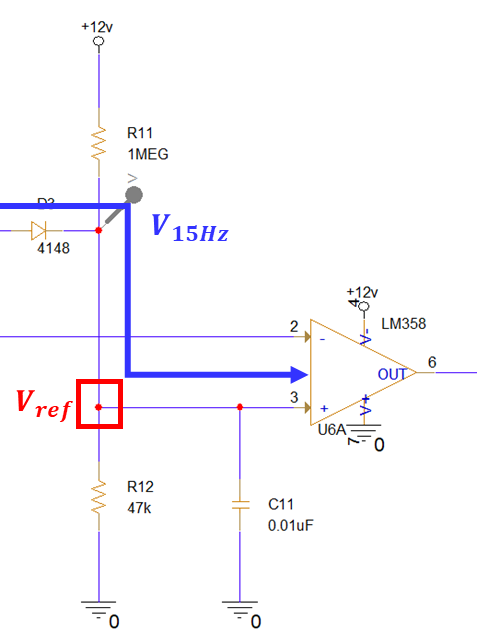 +12v
R11
1MEG
V
D3
4148
V15Hz
+12v
4
LM358
V-
2
-
OUT
6
Vref
3
+
V+
U6A
7
0
R12
47k
C11
0.01uF
0
0